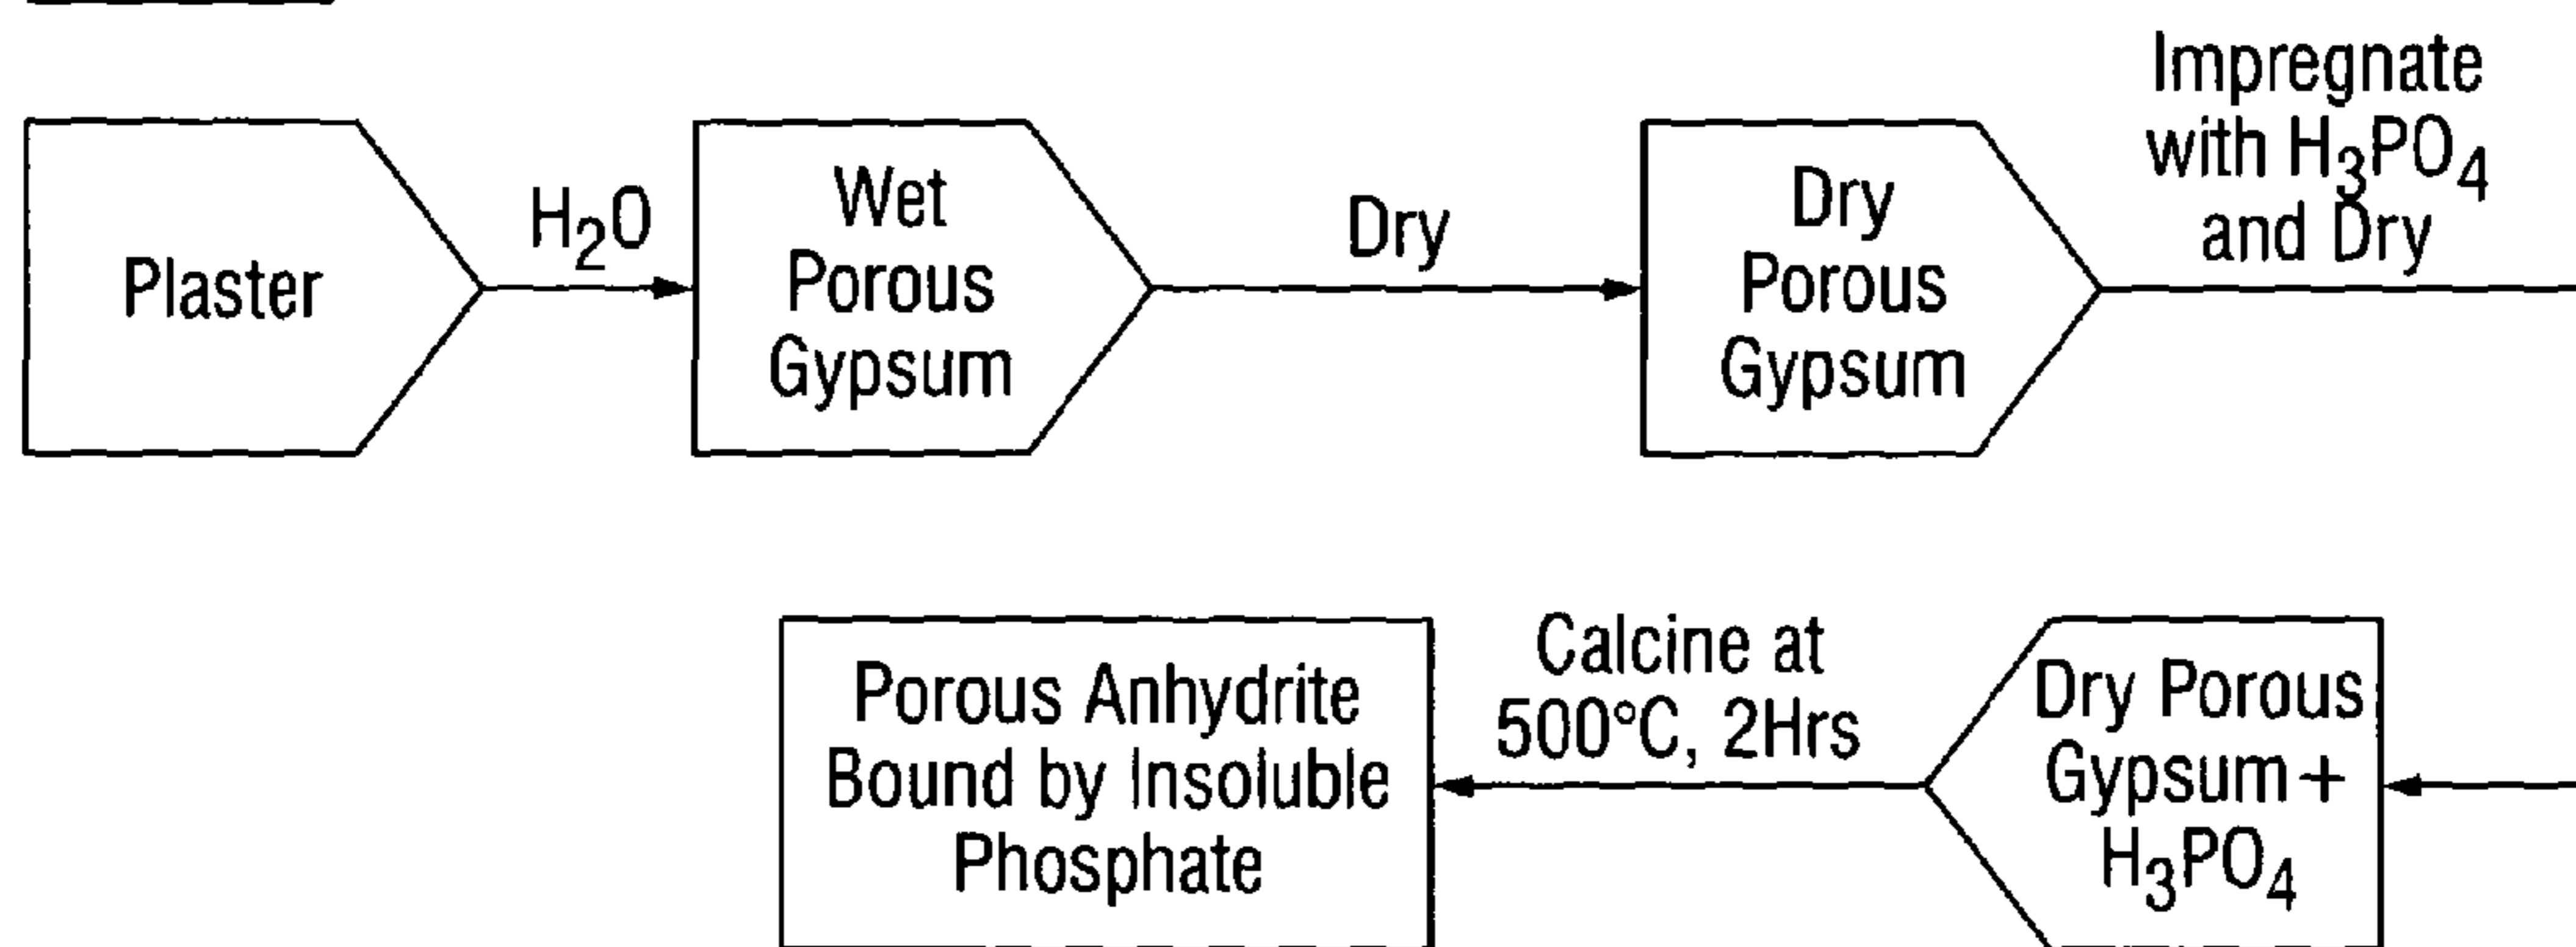 Plaster
H2O
Wet
Porous
Gypsum
Dry
Dry
Porous
Gypsum
Impregnate
with H3PO4
and Dry
Dry Porous
Gypsum+
H3PO4
Calcine at
500°C, 2Hrs
Porous Anhydrite
Bound by Insoluble
Phosphate